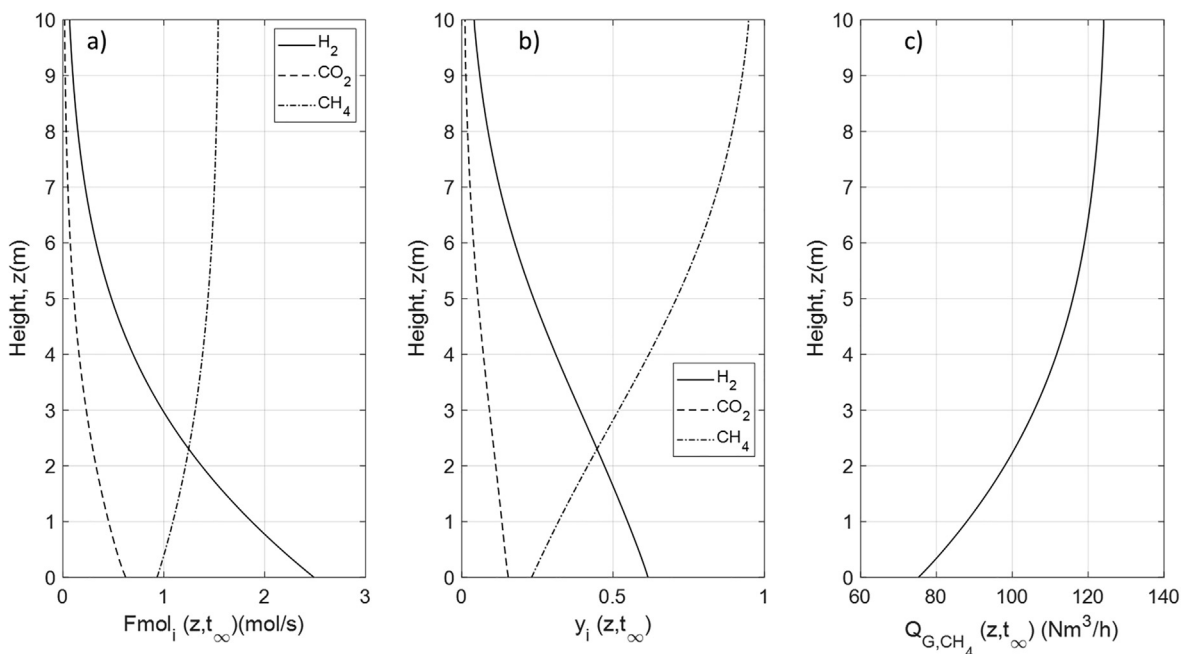 a)
H₂
CO₂
CH₄
10
9
8
7
6
5
4
3
2
1
0
Height, z(m)
0 1 2 3
Fmolᵢ (z,t∞)(mol/s)
b)
10
9
8
7
6
5
4
3
2
1
0
Height, z(m)
H₂
CO₂
CH₄
0 0.5 1
yᵢ (z,t∞)
c)
10
9
8
7
6
5
4
3
2
1
0
Height, z(m)
60 80 100 120 140
Q_G,CH₄ (z,t∞) (Nm³/h)